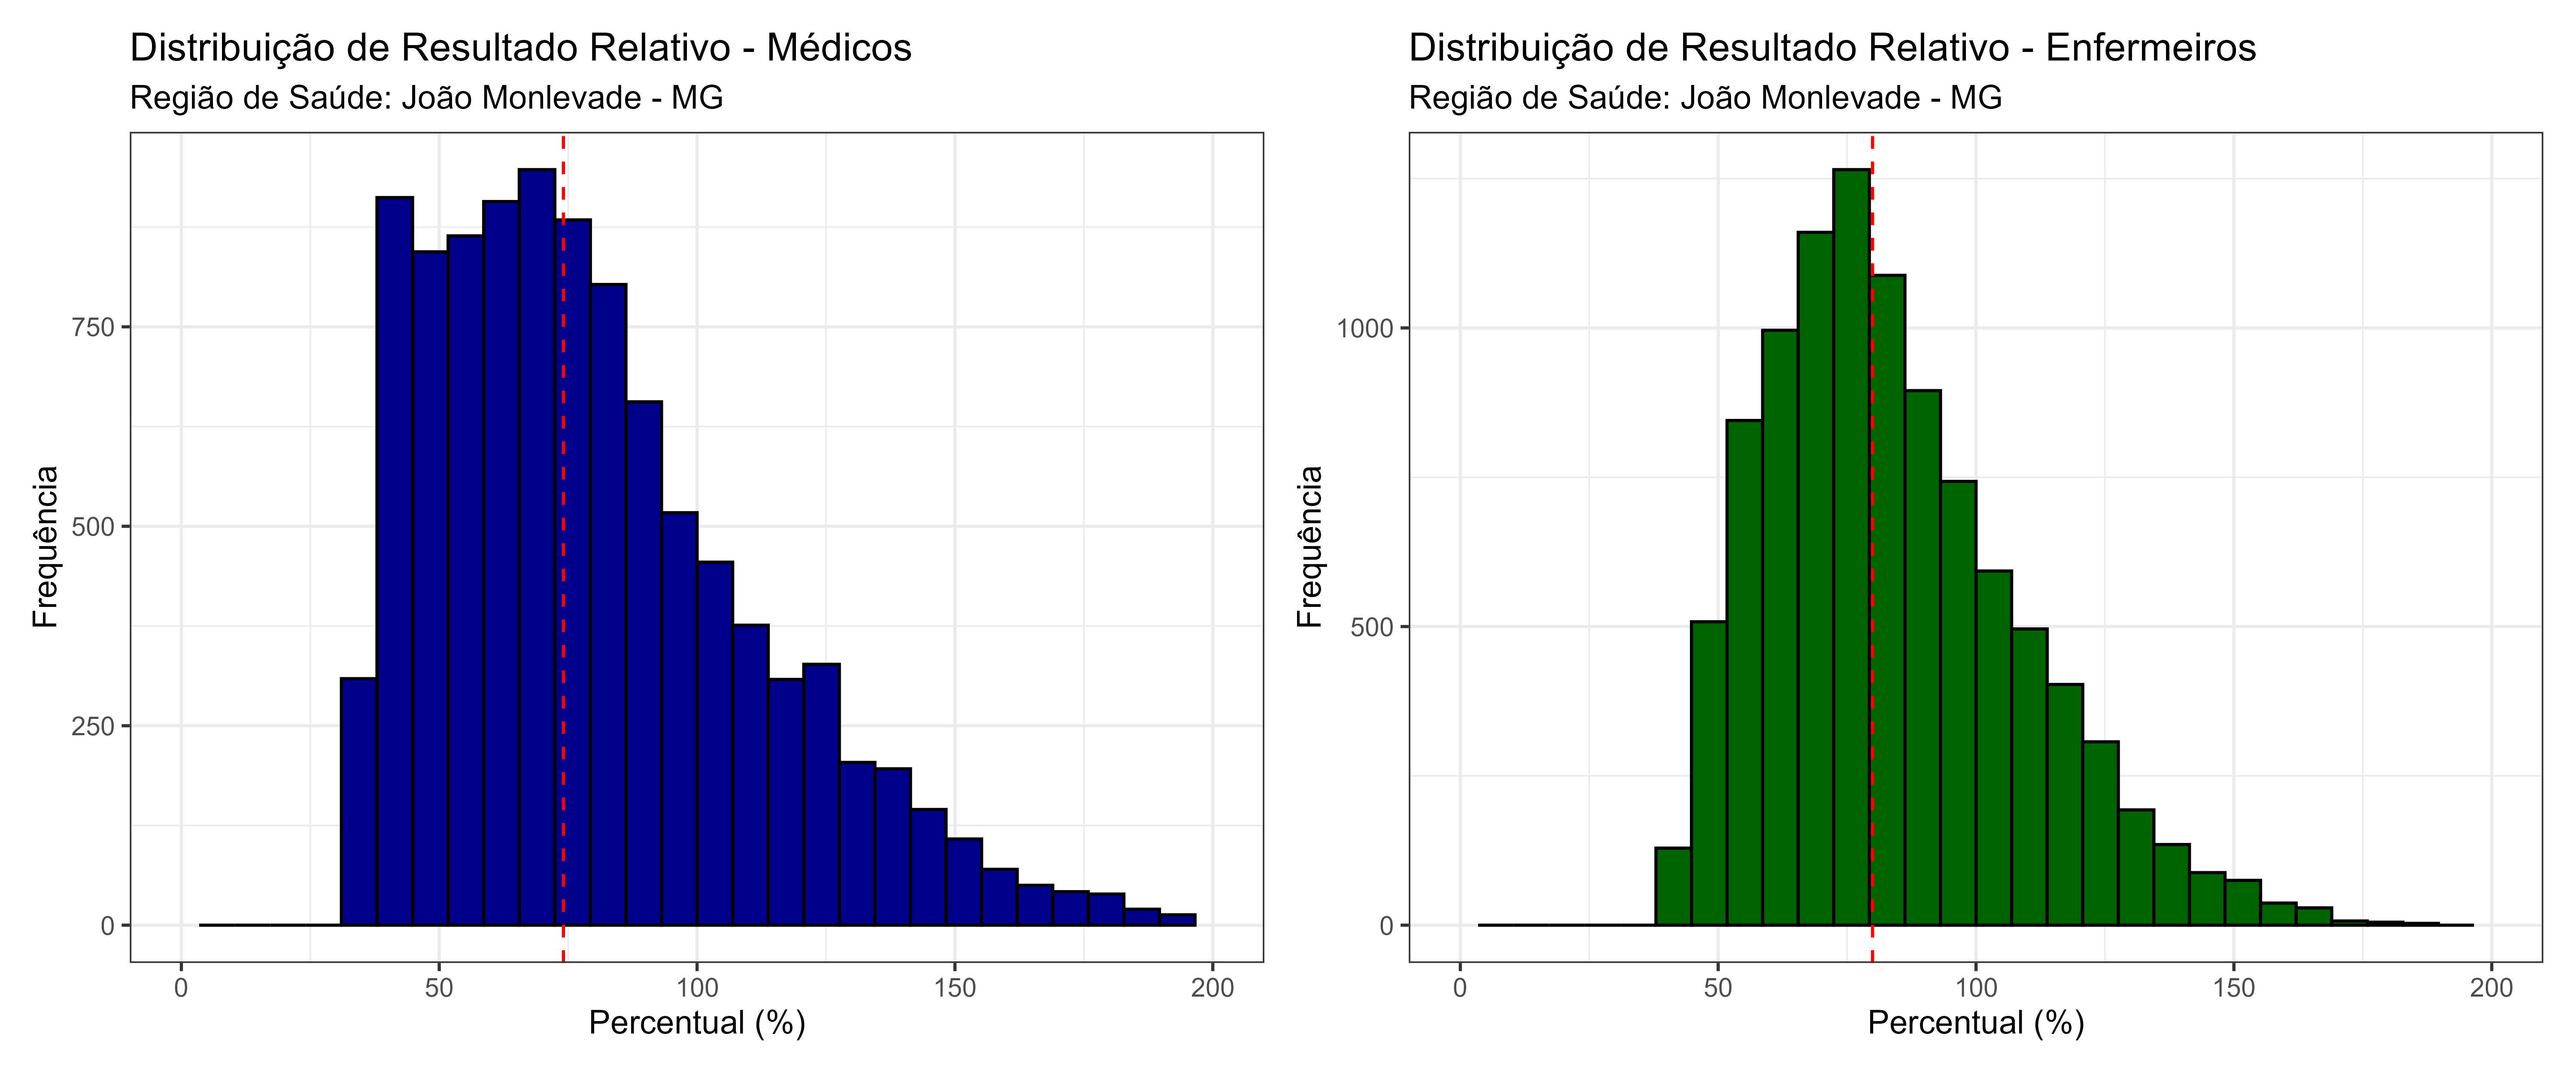 Distribuição de Resultado Relativo - Médicos
Região de Saúde: João Monlevade - MG
Frequência
750
500
250
0
0 50 100 150 200
Percentual (%)
Distribuição de Resultado Relativo - Enfermeiros
Região de Saúde: João Monlevade - MG
Frequência
1000
500
0
0 50 100 150 200
Percentual (%)